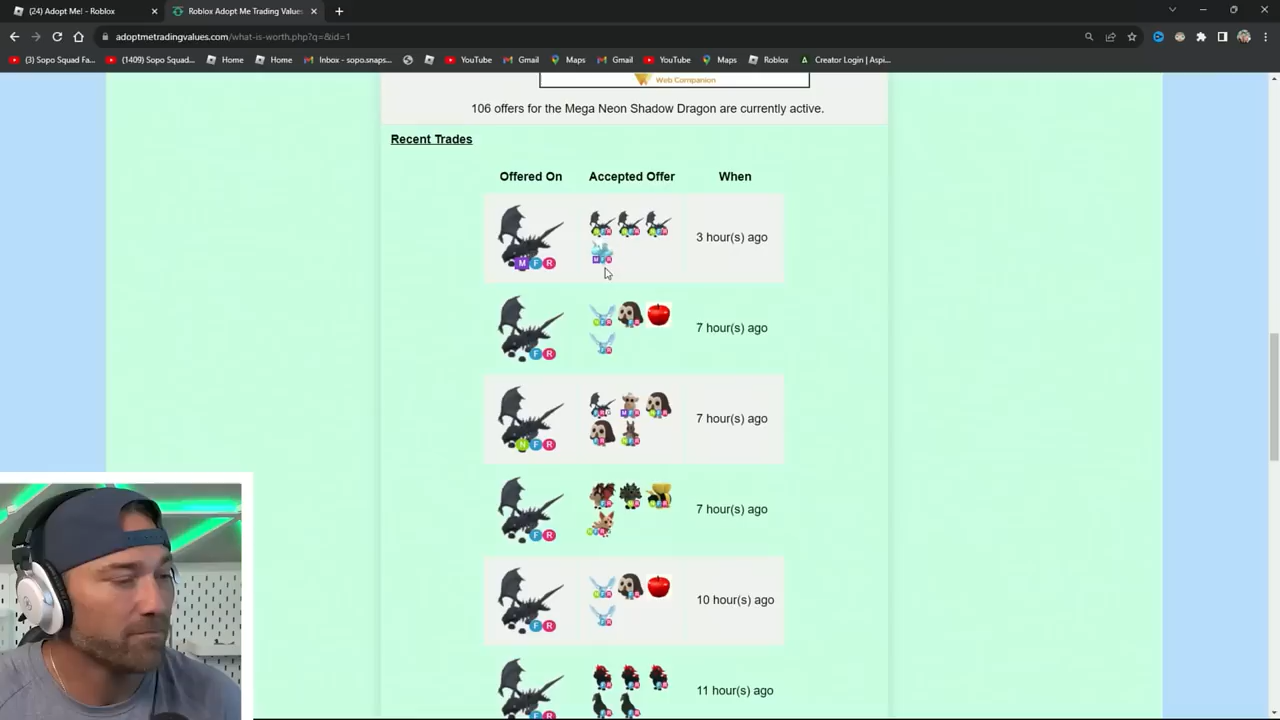 (24) Adopt Me! - Roblox
Roblox Adopt Me Trading Values
adoptmetradingvalues.com/what-is-worth.php?q=&id=1
(3) Sopo Squad Fa...
(1409) Sopo Squad...
Home
Home
Inbox - sopo.snaps...
YouTube
Gmail
Maps
Gmail
YouTube
Maps
Roblox
Creator Login | Aspi...
Web Companion
106 offers for the Mega Neon Shadow Dragon are currently active.
Recent Trades
Offered On Accepted Offer When
M F R
3 hour(s) ago
F R
7 hour(s) ago
N F R
7 hour(s) ago
F R
7 hour(s) ago
F R
10 hour(s) ago
F R
11 hour(s) ago